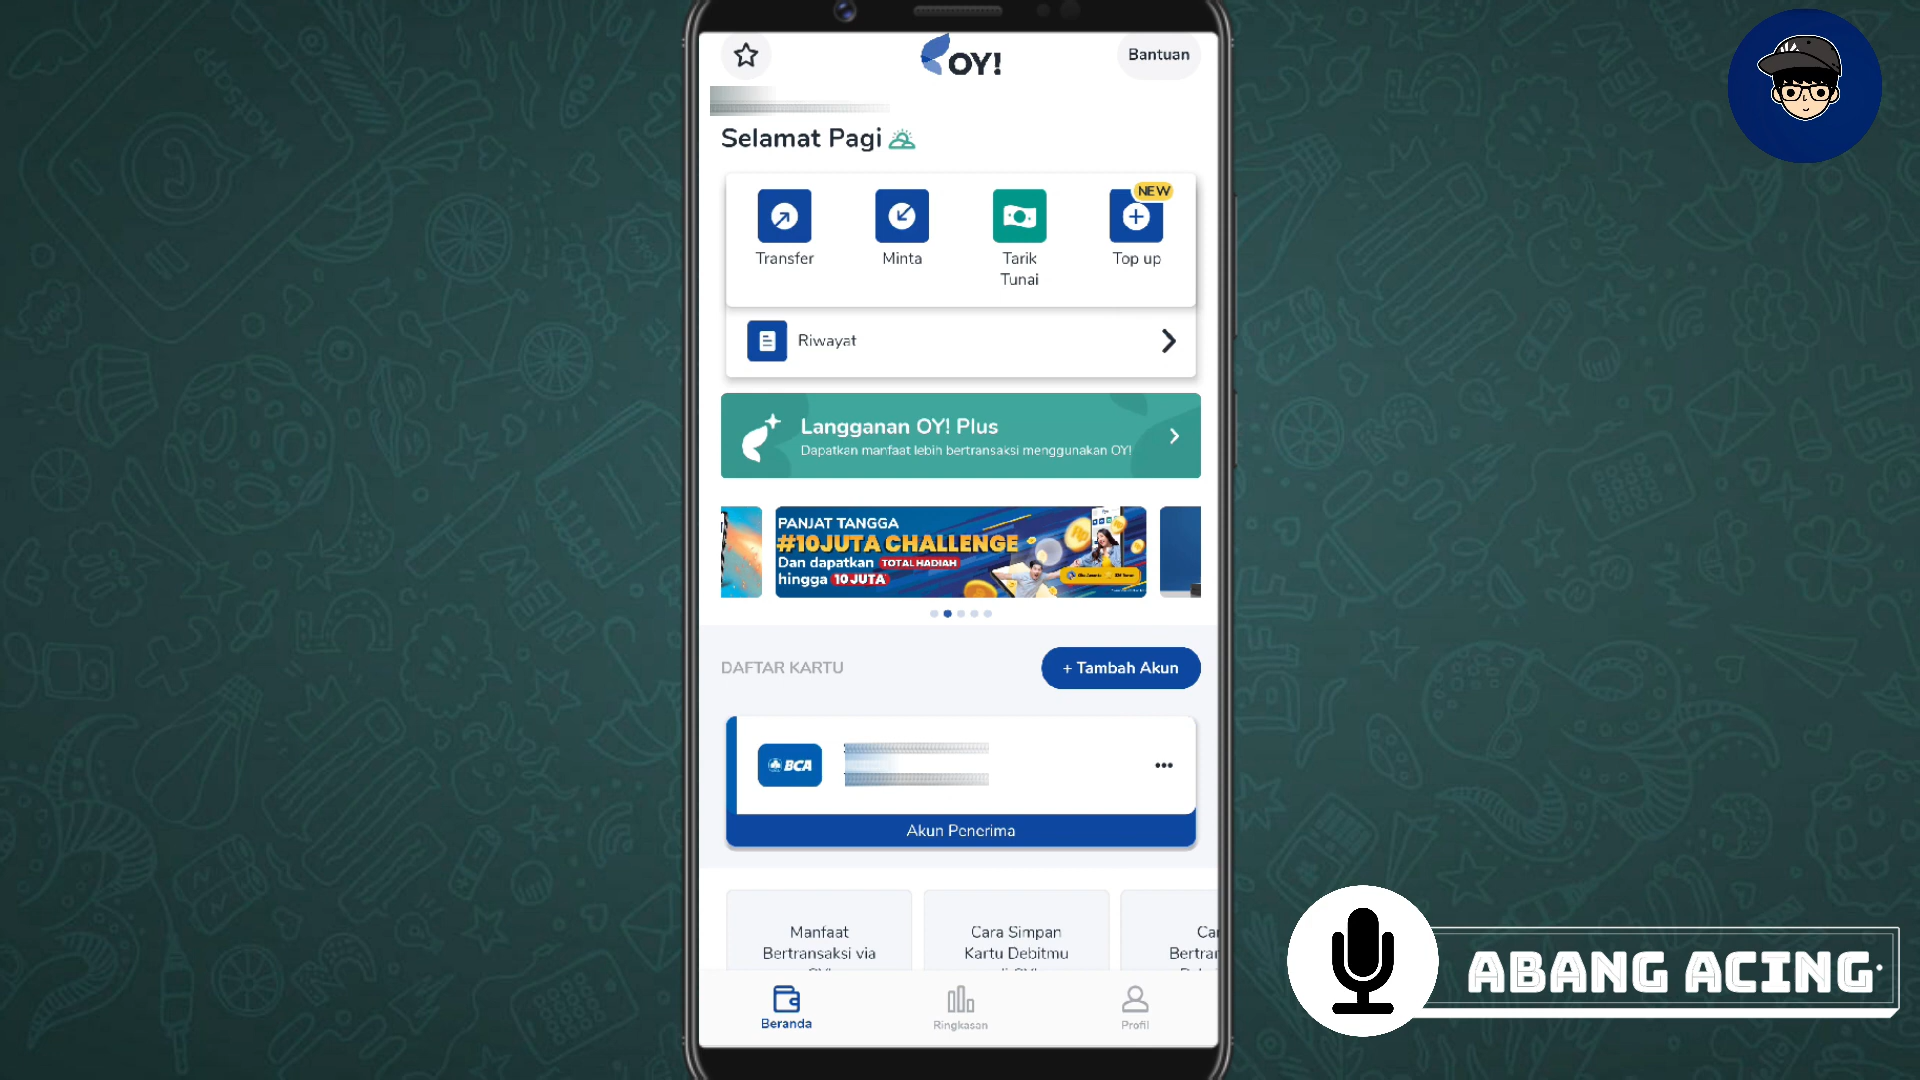 OY!
Bantuan
Selamat Pagi
NEW
Transfer
Minta
Tarik
Tunai
Top up
Riwayat
Langganan OY! Plus
Dapatkan manfaat lebih bertransaksi menggunakan OY!
PANJAT TANGGA
#10JUTA CHALLENGE
Dan dapatkan TOTAL HADIAH
hingga 10 JUTA
DAFTAR KARTU
+ Tambah Akun
BCA
Akun Penerima
Manfaat
Bertransaksi via
Cara Simpan
Kartu Debitmu
Beranda
Ringkasan
Profil
ABANG ACING